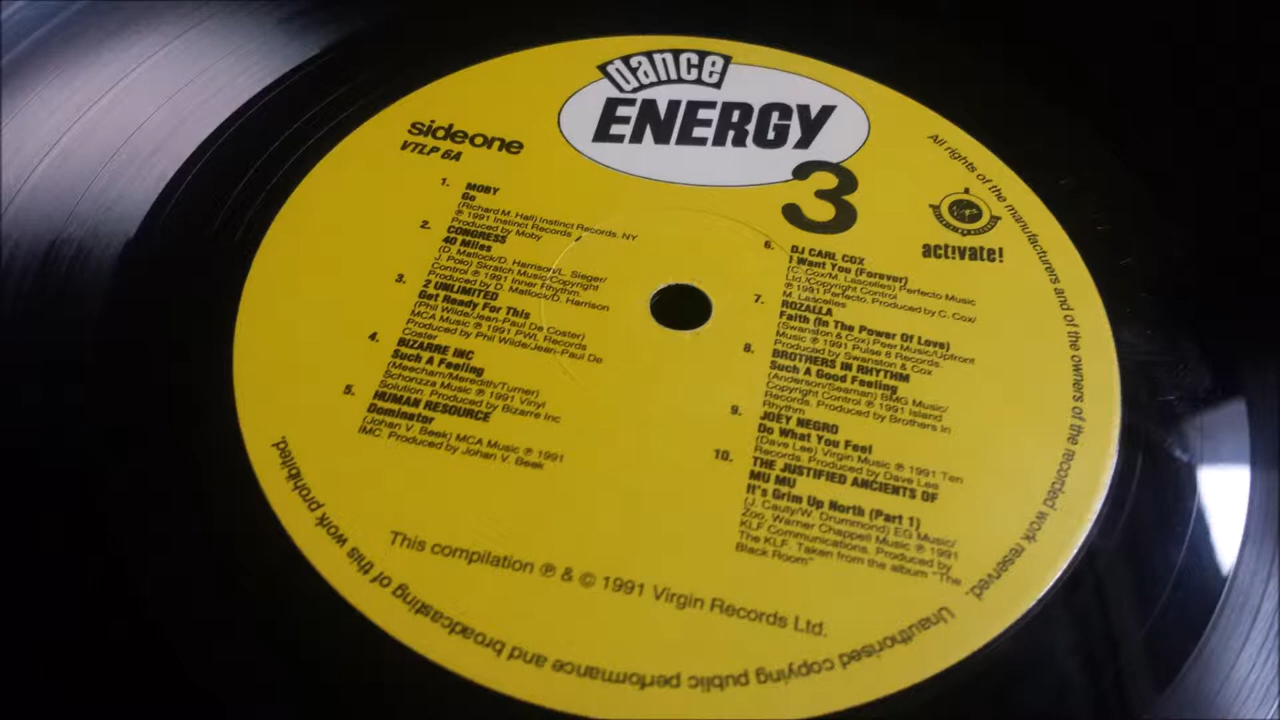 dance
ENERGY
3
sideone
VTLP 6A
1. MOBY
Go
(Richard M. Hall) Instinct Records. NY
℗ 1991 Instinct Records
Produced by Moby
2. CONGRESS
40 Miles
(D. Matlock/D. Harrison/L. Sieger/
J. Polo) Skratch Music/Copyright
Control ℗ 1991 Inner Rhythm.
Produced by D. Matlock/D. Harrison
3. 2 UNLIMITED
Get Ready For This
(Phil Wilde/Jean-Paul De Coster)
MCA Music ℗ 1991 PWL Records
Produced by Phil Wilde/Jean-Paul De
Coster
4. BIZARRE INC
Such A Feeling
(Meecham/Meredith/Turner)
Schonzza Music ℗ 1991 Vinyl
Solution. Produced by Bizarre Inc
5. HUMAN RESOURCE
Dominator
(Johan V. Beek) MCA Music ℗ 1991
IMC. Produced by Johan V. Beek
act!vate!
6. DJ CARL COX
I Want You (Forever)
(C. Cox/M. Lascelles) Perfecto Music
Ltd./Copyright Control
℗ 1991 Perfecto. Produced by C. Cox/
M. Lascelles
7. ROZALLA
Faith (In The Power Of Love)
(Swanston & Cox) Peer Music/Upfront
Music ℗ 1991 Pulse 8 Records.
Produced by Swanston & Cox
8. BROTHERS IN RHYTHM
Such A Good Feeling
(Anderson/Seaman) BMG Music/
Copyright Control ℗ 1991 Island
Records. Produced by Brothers In
Rhythm
9. JOEY NEGRO
Do What You Feel
(Dave Lee) Virgin Music ℗ 1991 Ten
Records. Produced by Dave Lee
10. THE JUSTIFIED ANCIENTS OF
MU MU
It's Grim Up North (Part 1)
(J. Cauty/W. Drummond) EG Music/
Zoo, Warner Chappell Music ℗ 1991
KLF Communications. Produced by
The KLF. Taken from the album "The
Black Room"
This compilation ℗ & © 1991 Virgin Records Ltd.
All rights of the manufacturers and of the owners of the recorded work reserved.
Unauthorised copying public performance and broadcasting of this work prohibited.